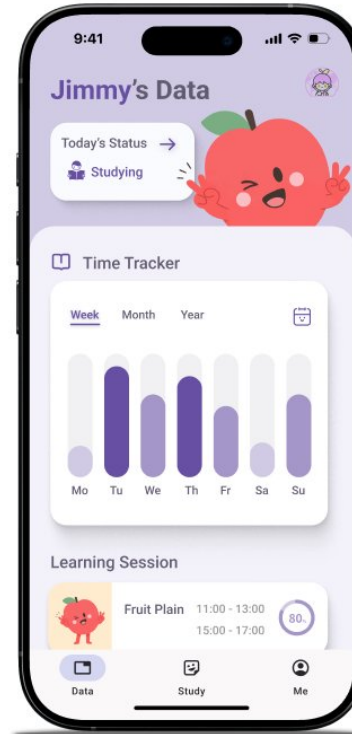 9:41
Jimmy's Data
Today's Status
Studying
Time Tracker
Week Month Year
Mo Tu We Th Fr Sa Su
Learning Session
Fruit Plain 11:00 - 13:00
15:00 - 17:00
80%
Data Study Me